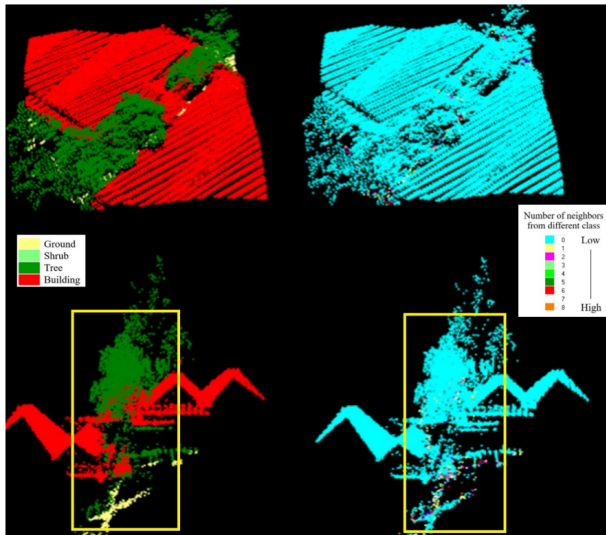 Ground
Shrub
Tree
Building
Number of neighbors
from different class
0 Low
1
2
3
4
5
6
7
8 High